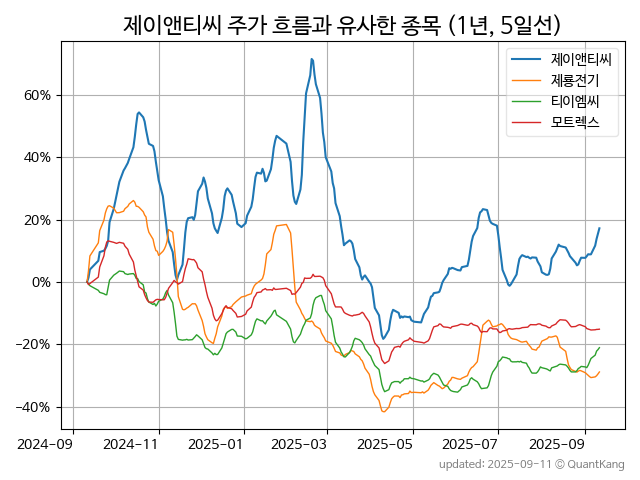 제이앤티씨 주가 흐름과 유사한 종목 (1년, 5일선)
제이앤티씨
제룡전기
티이엠씨
모트렉스
60%
40%
20%
0%
−20%
−40%
2024-09 2024-11 2025-01 2025-03 2025-05 2025-07 2025-09
updated: 2025-09-11 © QuantKang